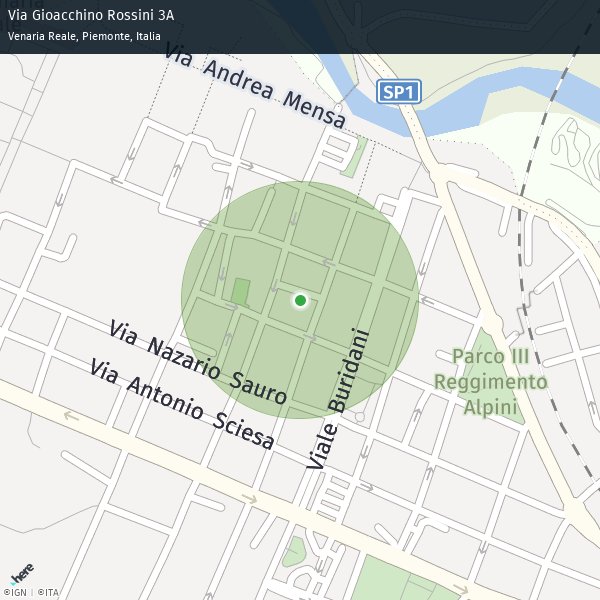 Via Gioacchino Rossini 3A
Venaria Reale, Piemonte, Italia
Via Andrea Mensa
SP1
Via Nazario Sauro
Via Antonio Sciesa
Viale Buridani
Parco III
Reggimento
Alpini
here
©IGN | ©ITA